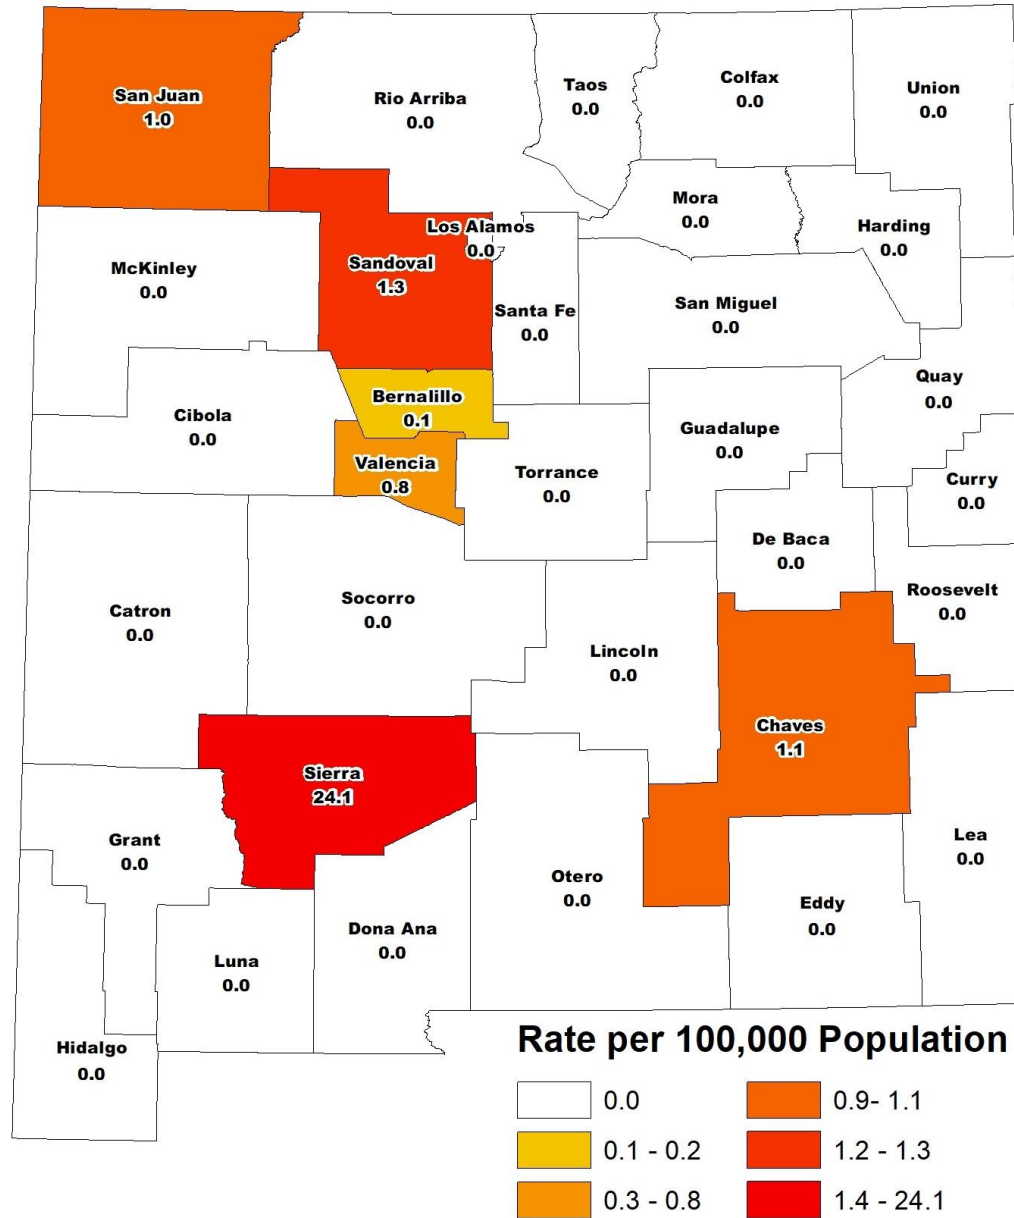 San Juan
1.0
Rio Arriba
0.0
Taos
0.0
Colfax
0.0
Union
0.0
Mora
0.0
Harding
0.0
Los Alamos
0.0
McKinley
0.0
Sandoval
1.3
Santa Fe
0.0
San Miguel
0.0
Quay
0.0
Cibola
0.0
Bernalillo
0.1
Guadalupe
0.0
Valencia
0.8
Torrance
0.0
Curry
0.0
De Baca
0.0
Catron
0.0
Socorro
0.0
Roosevelt
0.0
Lincoln
0.0
Chaves
1.1
Sierra
24.1
Grant
0.0
Lea
0.0
Otero
0.0
Eddy
0.0
Dona Ana
0.0
Luna
0.0
Hidalgo
0.0
Rate per 100,000 Population
0.0
0.1 - 0.2
0.3 - 0.8
0.9- 1.1
1.2 - 1.3
1.4 - 24.1